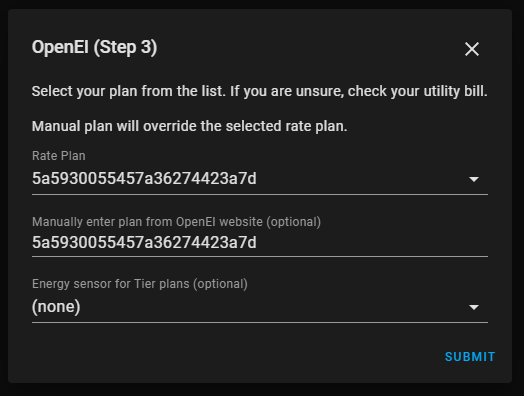 OpenEI (Step 3)
Select your plan from the list. If you are unsure, check your utility bill.
Manual plan will override the selected rate plan.
Rate Plan
5a5930055457a36274423a7d
Manually enter plan from OpenEI website (optional)
5a5930055457a36274423a7d
Energy sensor for Tier plans (optional)
(none)
SUBMIT